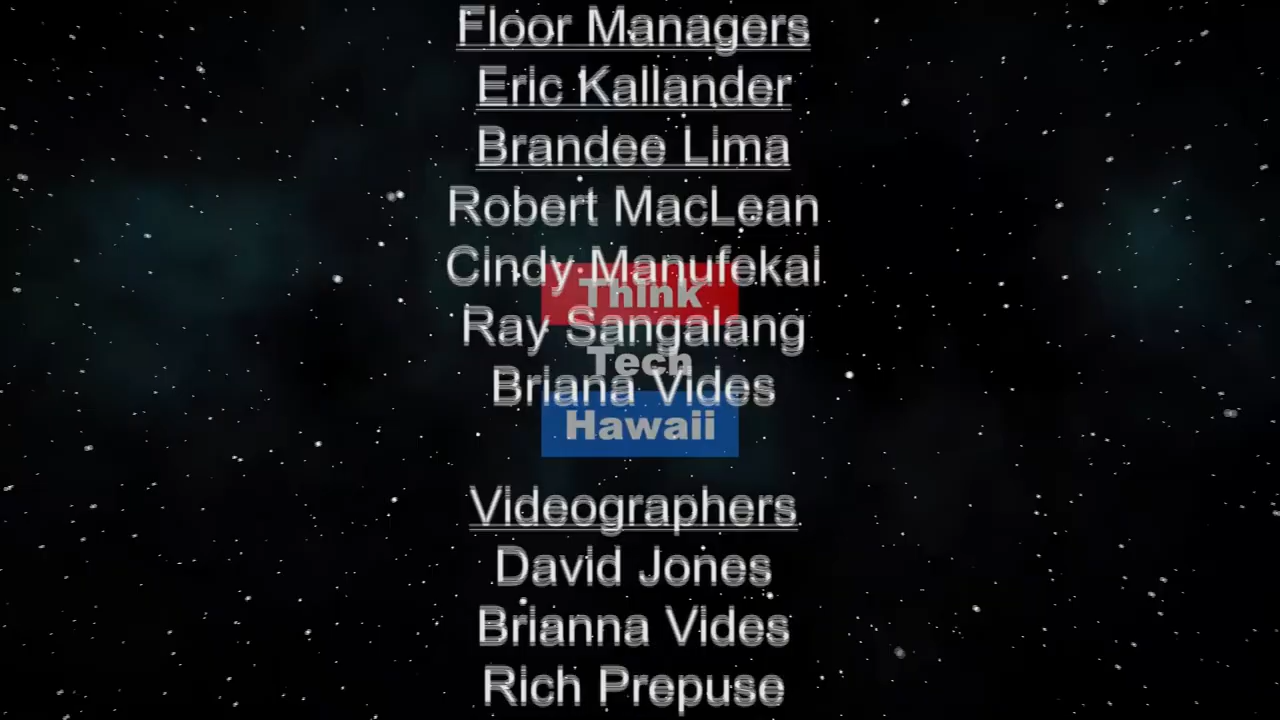 Floor Managers
Eric Kallander
Brandee Lima
Robert MacLean
Cindy Manufekai
Think
Ray Sangalang
Tech
Briana Vides
Hawaii
Videographers
David Jones
Brianna Vides
Rich Prepuse